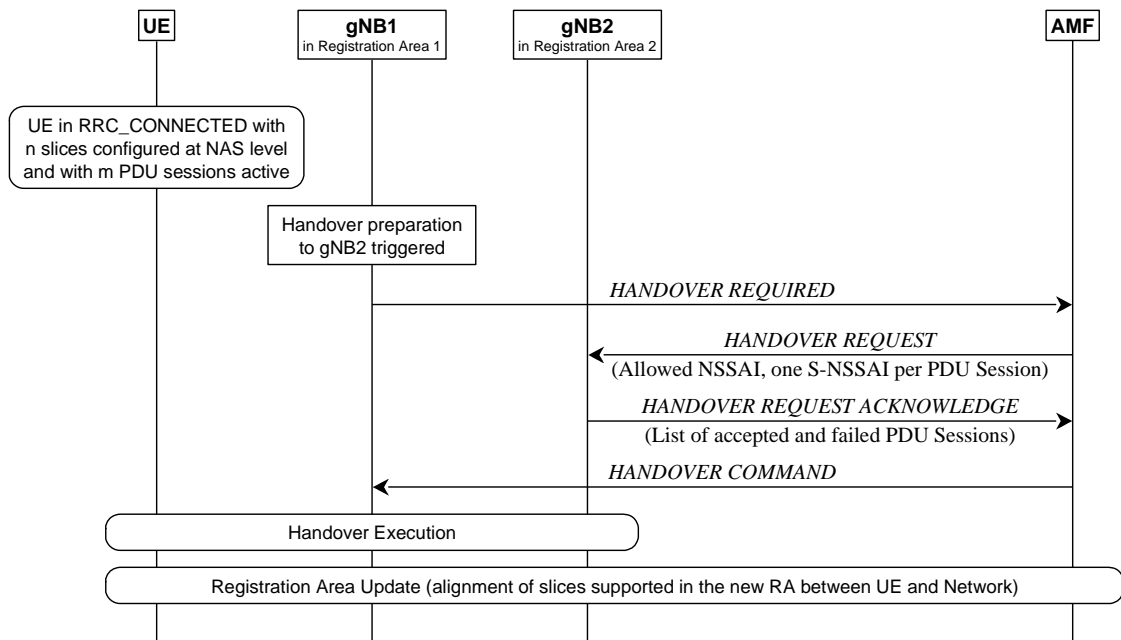 UE
gNB1
in Registration Area 1
gNB2
in Registration Area 2
AMF
UE in RRC_CONNECTED with
n slices configured at NAS level
and with m PDU sessions active
Handover preparation
to gNB2 triggered
HANDOVER REQUIRED
HANDOVER REQUEST
(Allowed NSSAI, one S-NSSAI per PDU Session)
HANDOVER REQUEST ACKNOWLEDGE
(List of accepted and failed PDU Sessions)
HANDOVER COMMAND
Handover Execution
Registration Area Update (alignment of slices supported in the new RA between UE and Network)